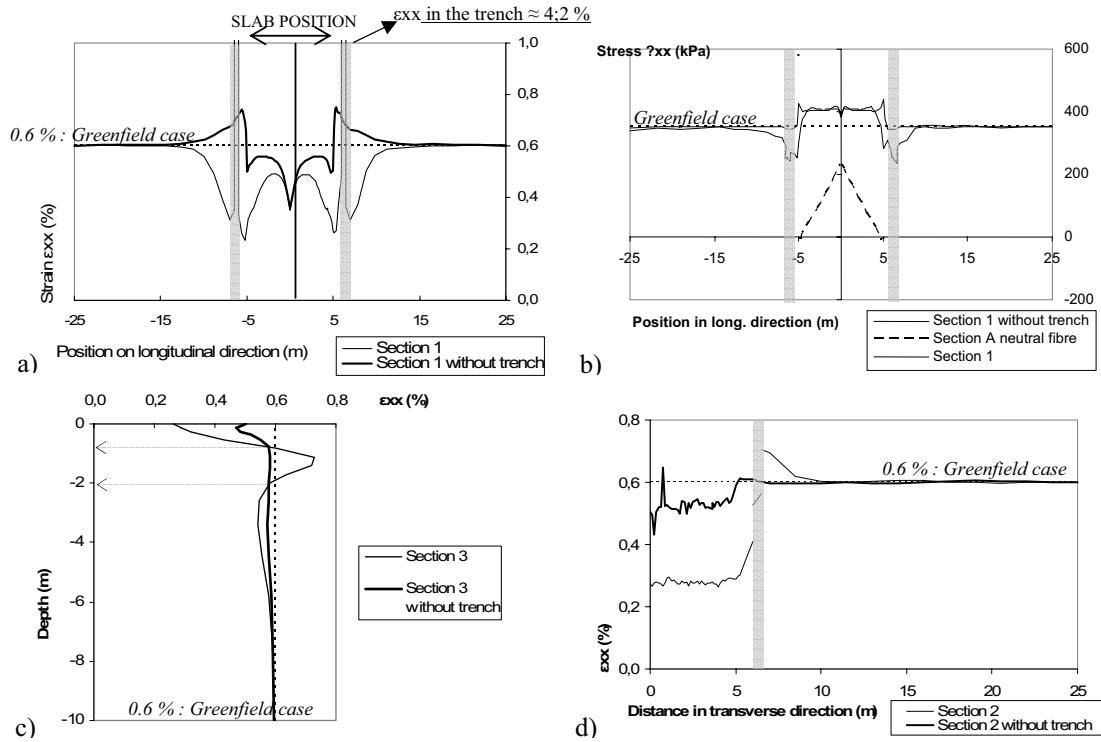 SLAB POSITION
εxx in the trench ≈ 4;2 %
1,0
0,8
0,6
0,4
0,2
0,0
0.6 % : Greenfield case
Strain εxx (%)
-25
-15
-5
5
15
25
Position on longitudinal direction (m)
Section 1
Section 1 without trench
a)
Stress ?xx (kPa)
600
400
200
0
-200
Greenfield case
-25
-15
-5
5
15
25
Position in long. direction (m)
Section 1 without trench
Section A neutral fibre
Section 1
b)
0,0
0,2
0,4
0,6
0,8
εxx (%)
0
-2
-4
-6
-8
-10
Depth (m)
0.6 % : Greenfield case
Section 3
Section 3
without trench
c)
0,8
0,6
0,4
0,2
0,0
εxx (%)
0.6 % : Greenfield case
0
5
10
15
20
25
Distance in transverse direction (m)
Section 2
Section 2 without trench
d)